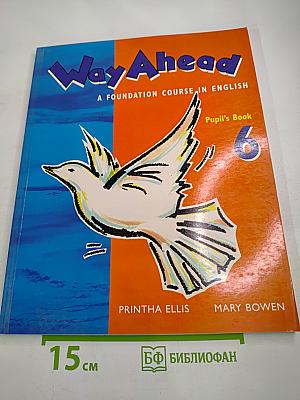 Way Ahead
A FOUNDATION COURSE IN ENGLISH
Pupil's Book
6
PRINTHA ELLIS MARY BOWEN
15 см
БФ БИБЛИОФАН